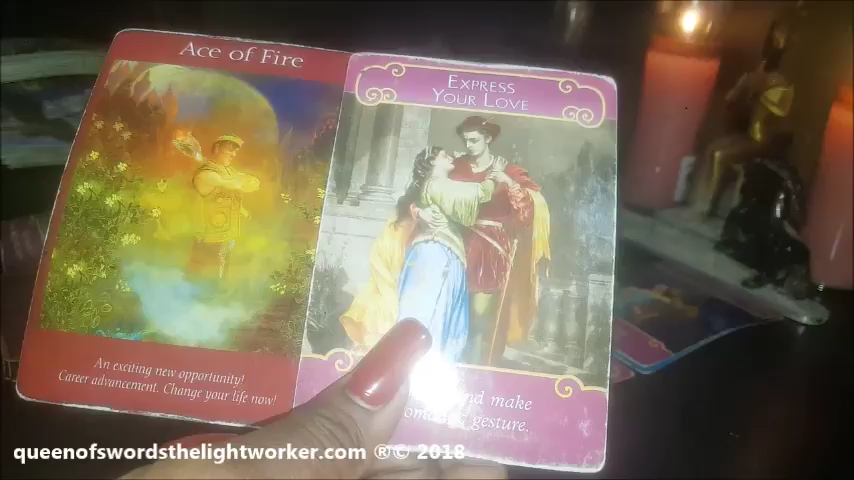 Ace of Fire
An exciting new opportunity!
Career advancement. Change your life now!
Express
Your Love
make
gesture.
queenofswordsthelightworker.com ®© 2018